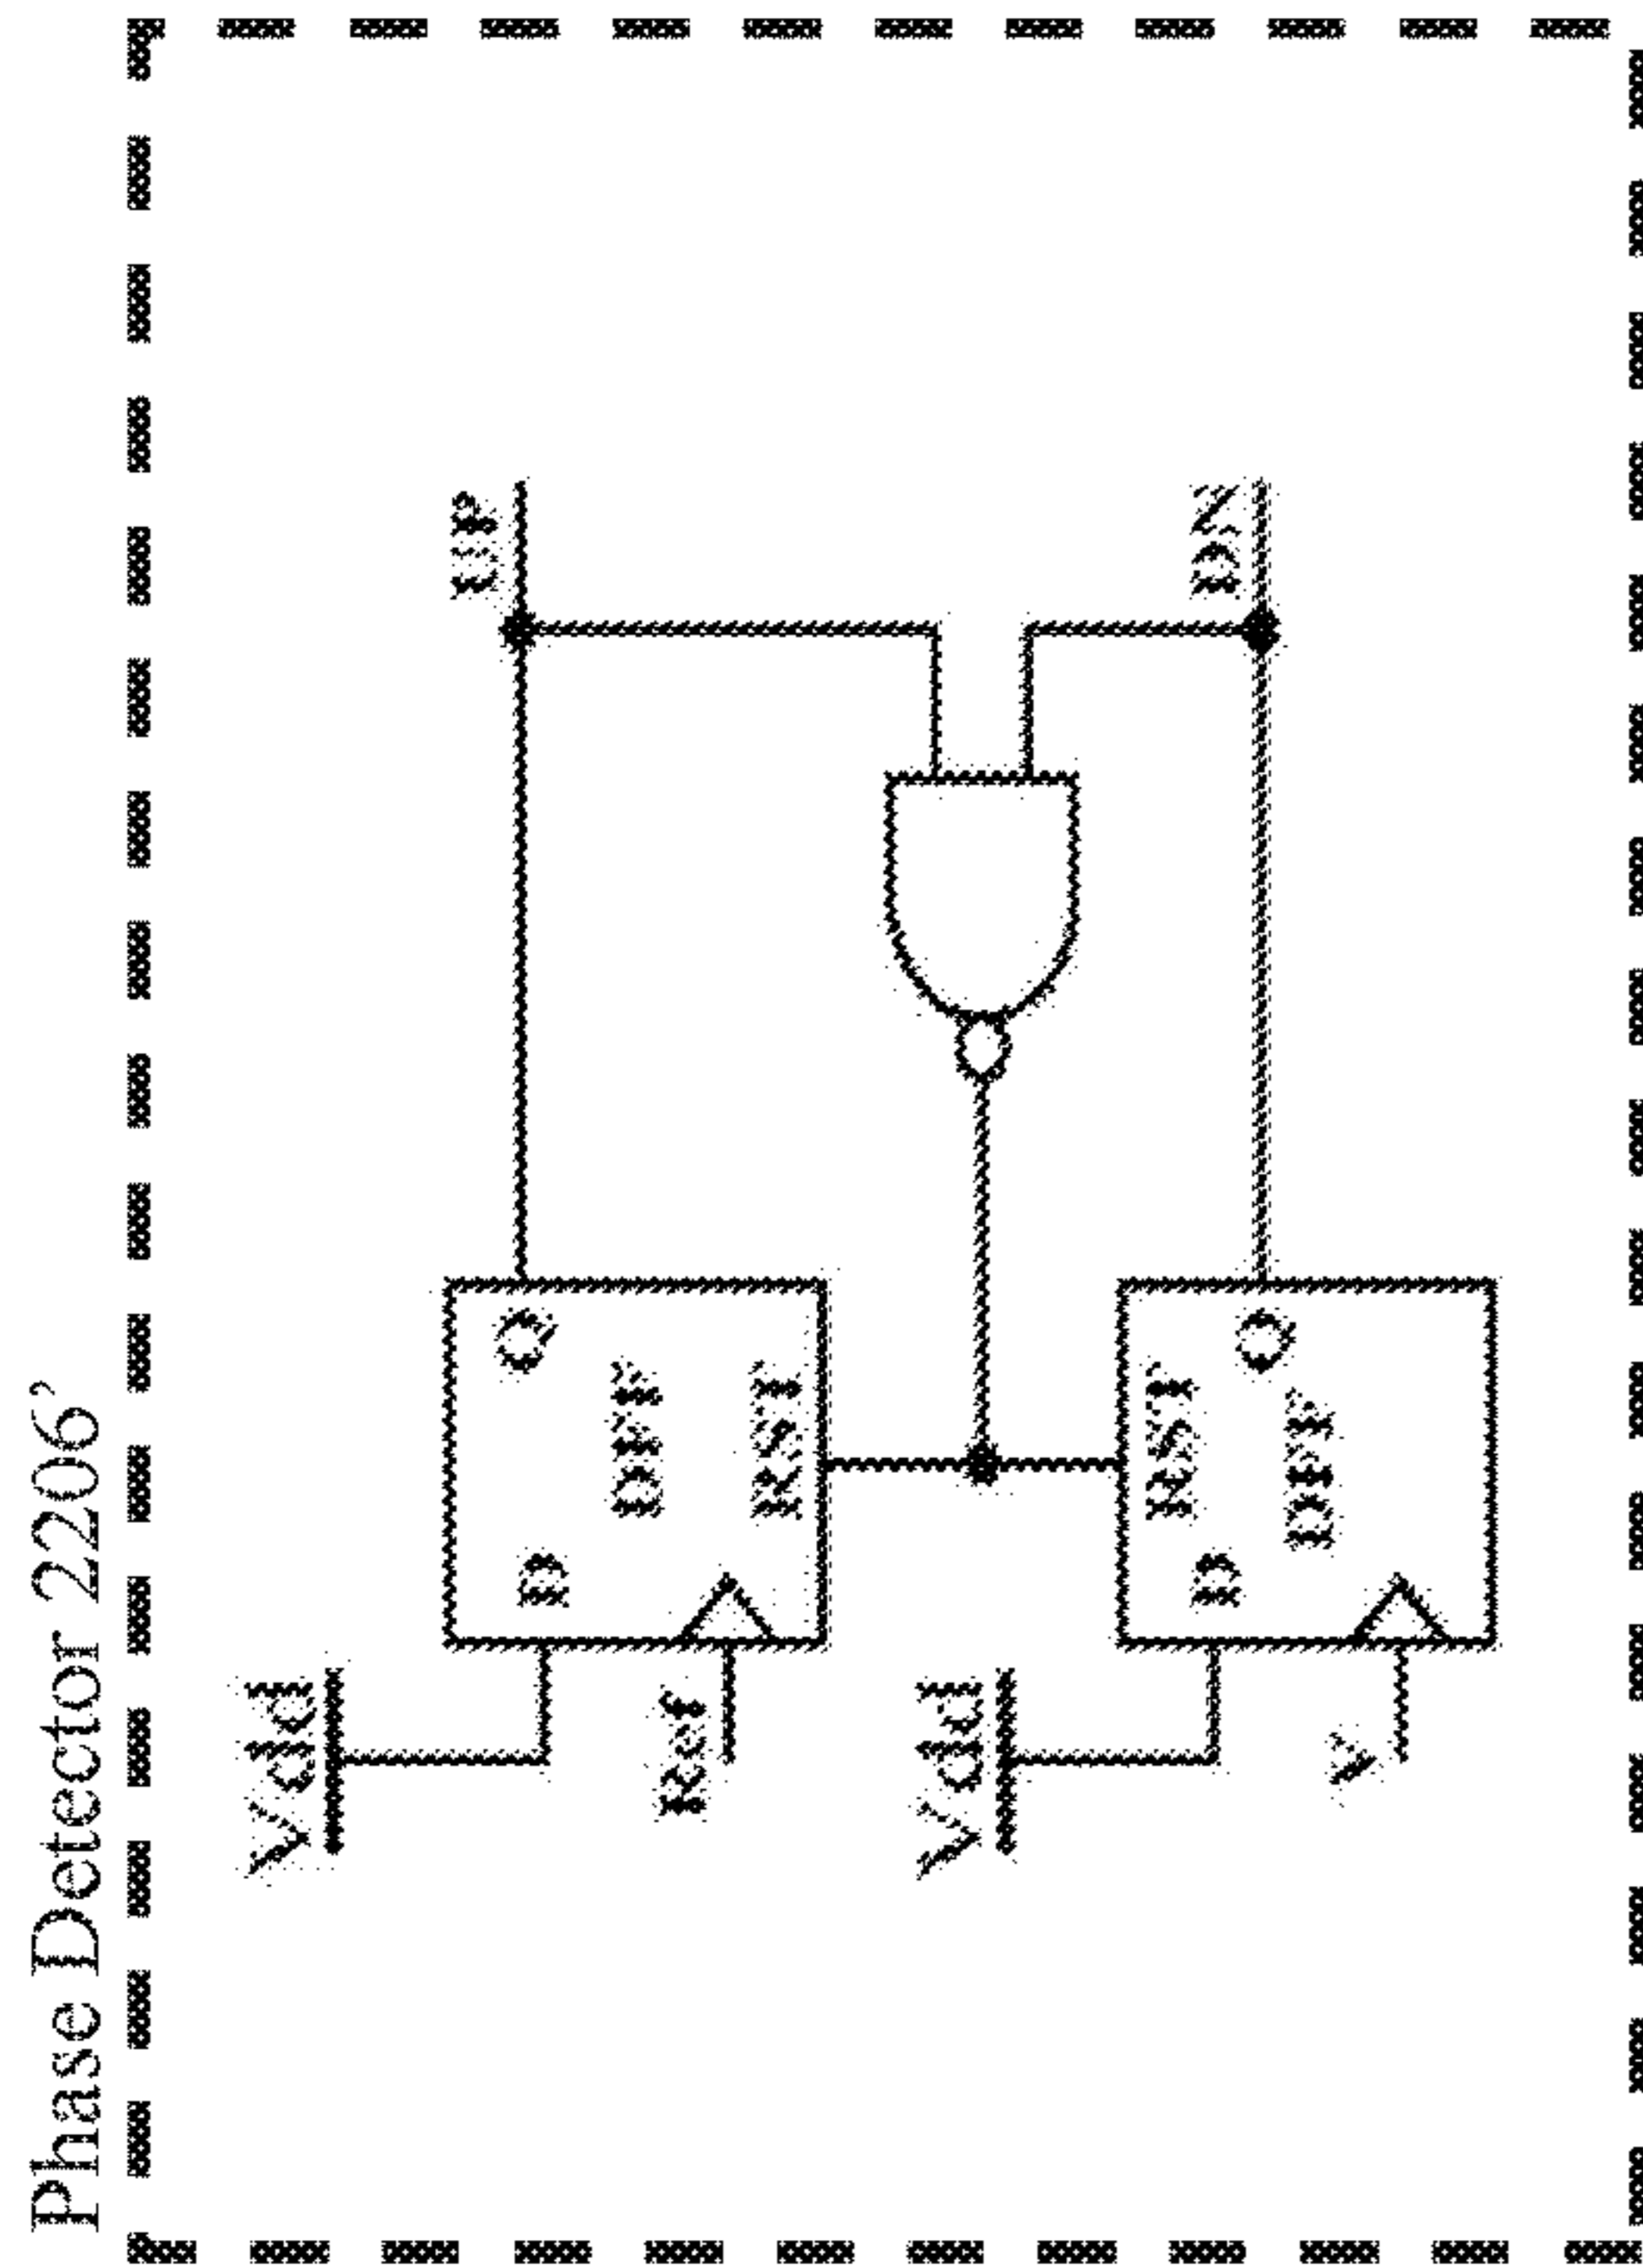 Phase Detector 2206’
Vdd
UP
D
Q
DFF
Ref
RST
Vdd
RST
D
DN
Q
DFF
V